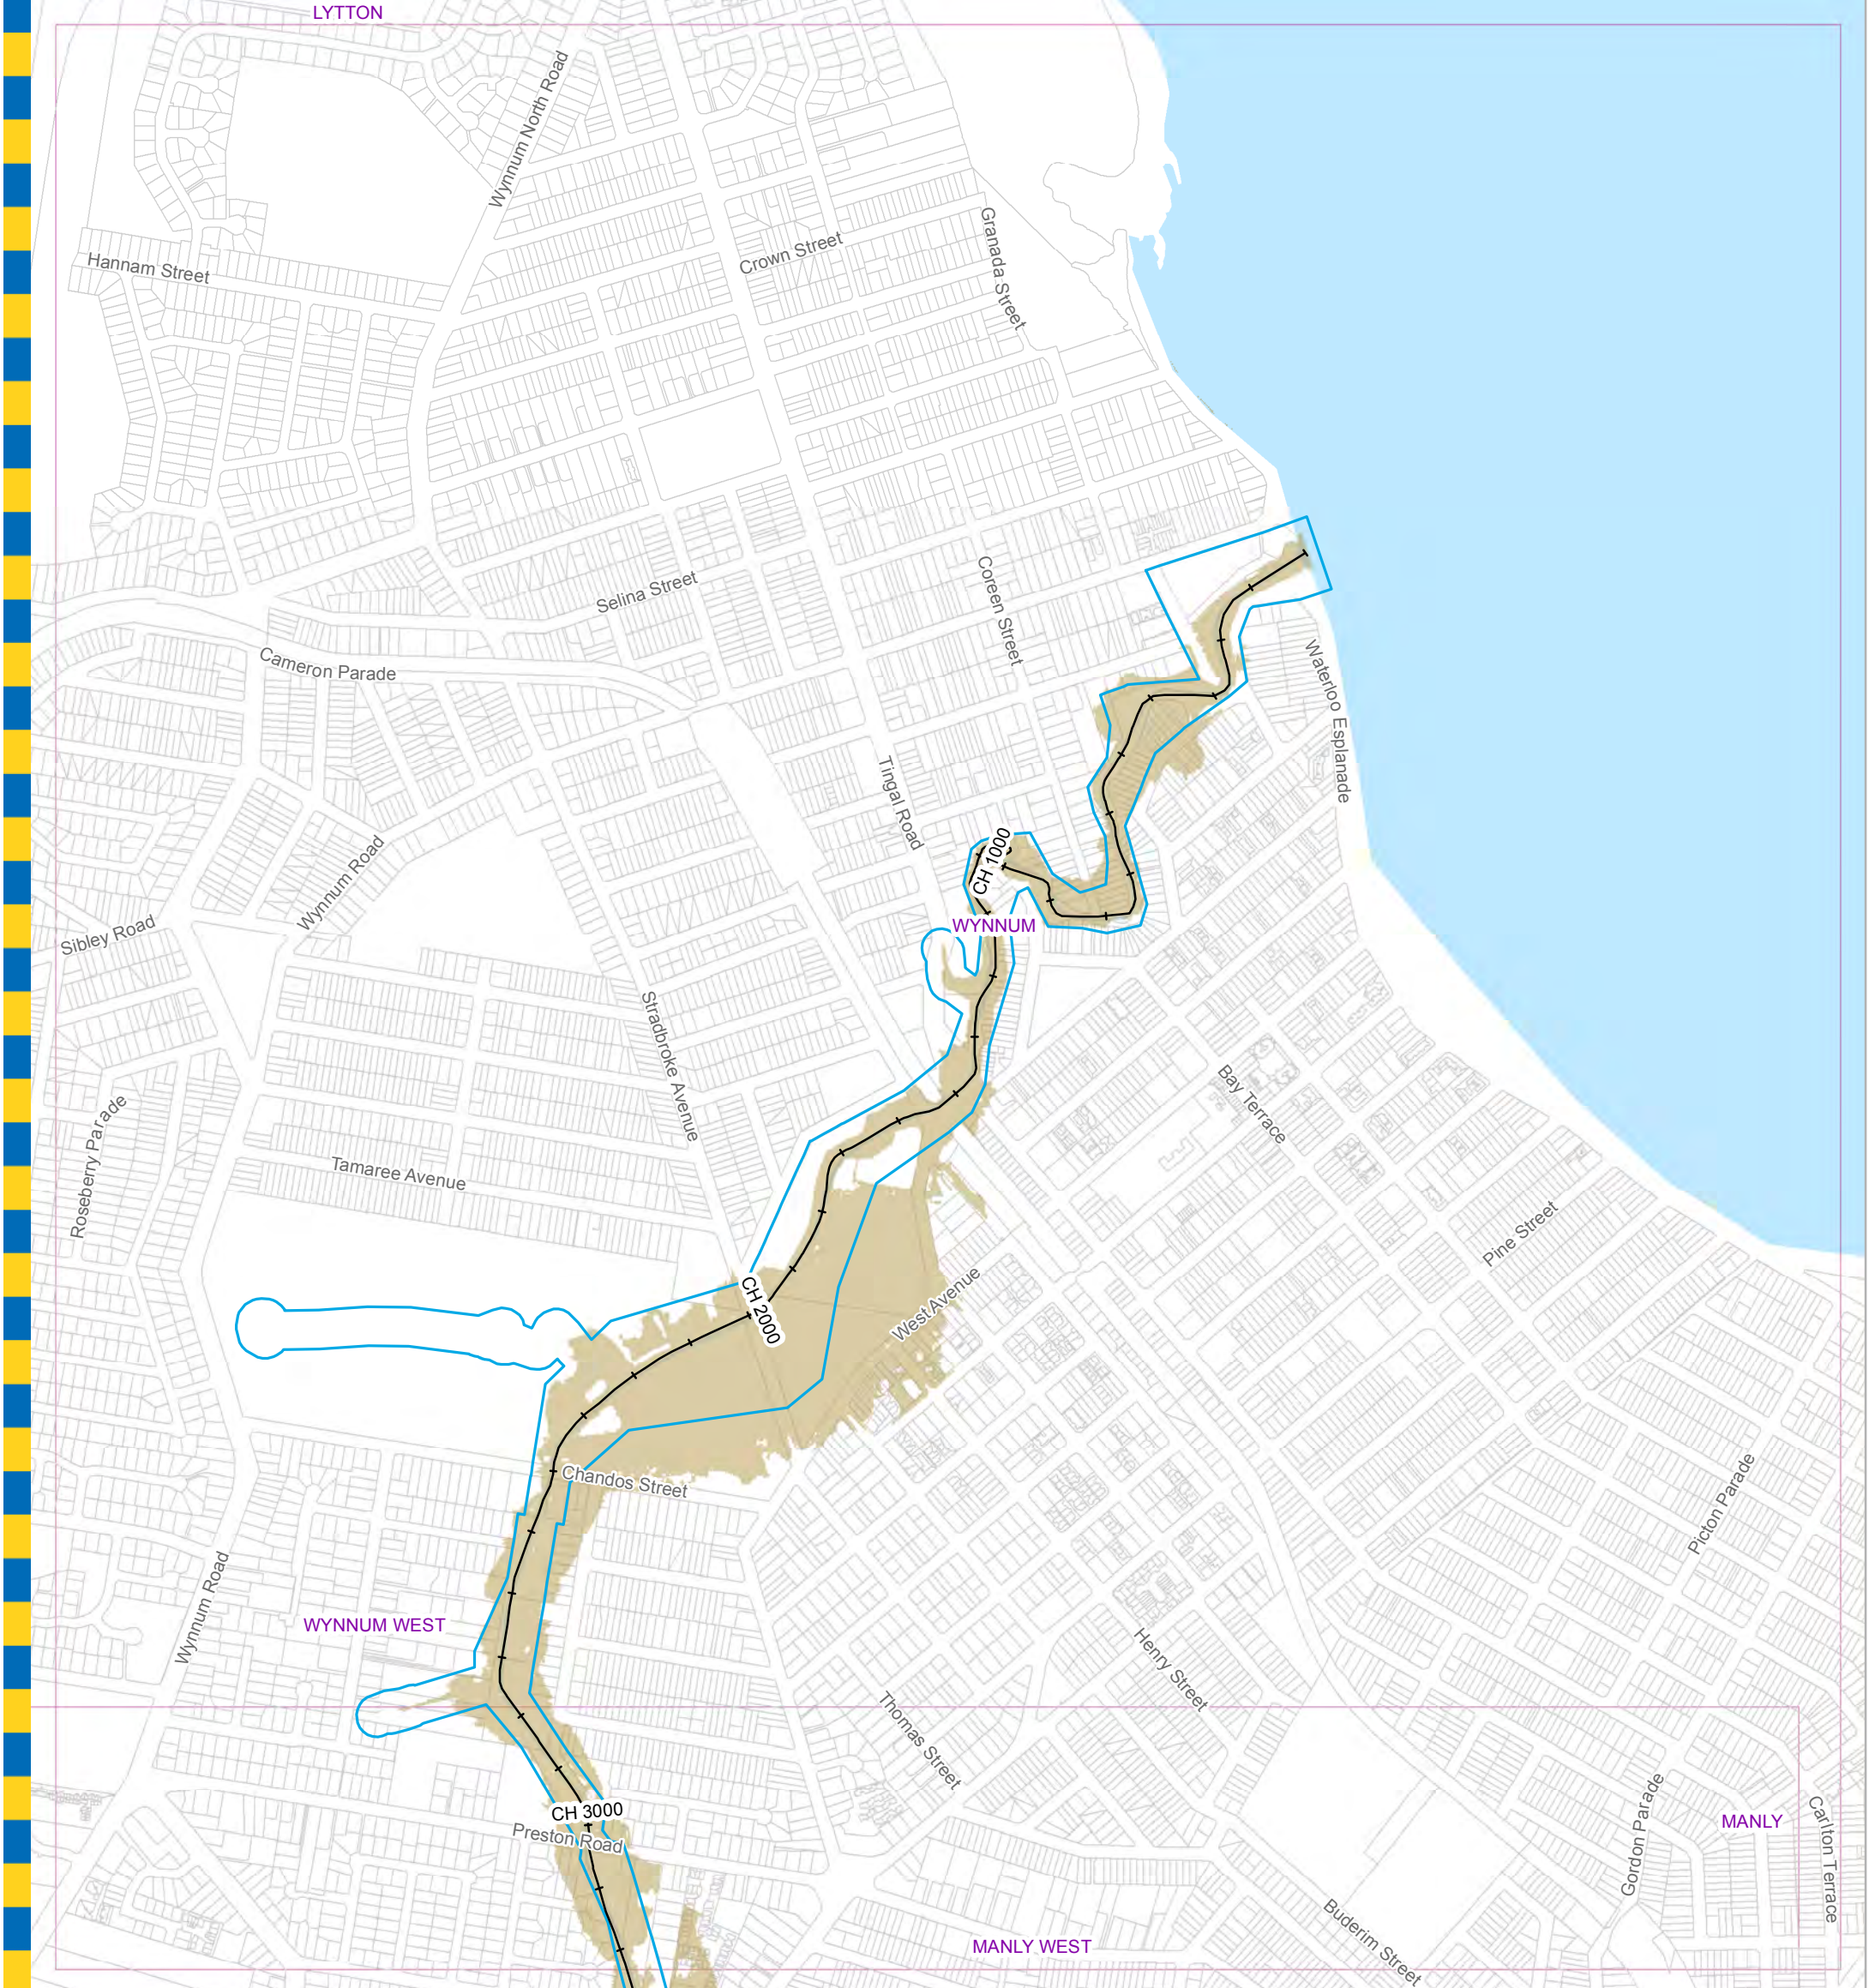 LYTTON
Wynnum North Road
Hannam Street
Crown Street
Granada Street
Selina Street
Coreen Street
Cameron Parade
Waterloo Esplanade
Tingal Road
Wynnum Road
CH 1000
Sibley Road
WYNNUM
Stradbroke Avenue
Bay Terrace
Roseberry Parade
Tamaree Avenue
Pine Street
CH 2000
West Avenue
Chandos Street
Picton Parade
Wynnum Road
WYNNUM WEST
Henry Street
Thomas Street
CH 3000
Preston Road
Gordon Parade
MANLY
Carlton Terrace
MANLY WEST
Buderim Street